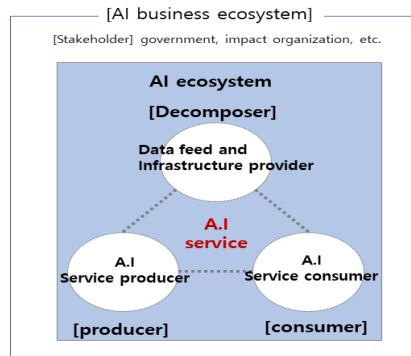 [AI business ecosystem]
[Stakeholder] government, impact organization, etc.
AI ecosystem
[Decomposer]
Data feed and
Infrastructure provider
A.I
service
A.I
Service producer
A.I
Service consumer
[producer]
[consumer]